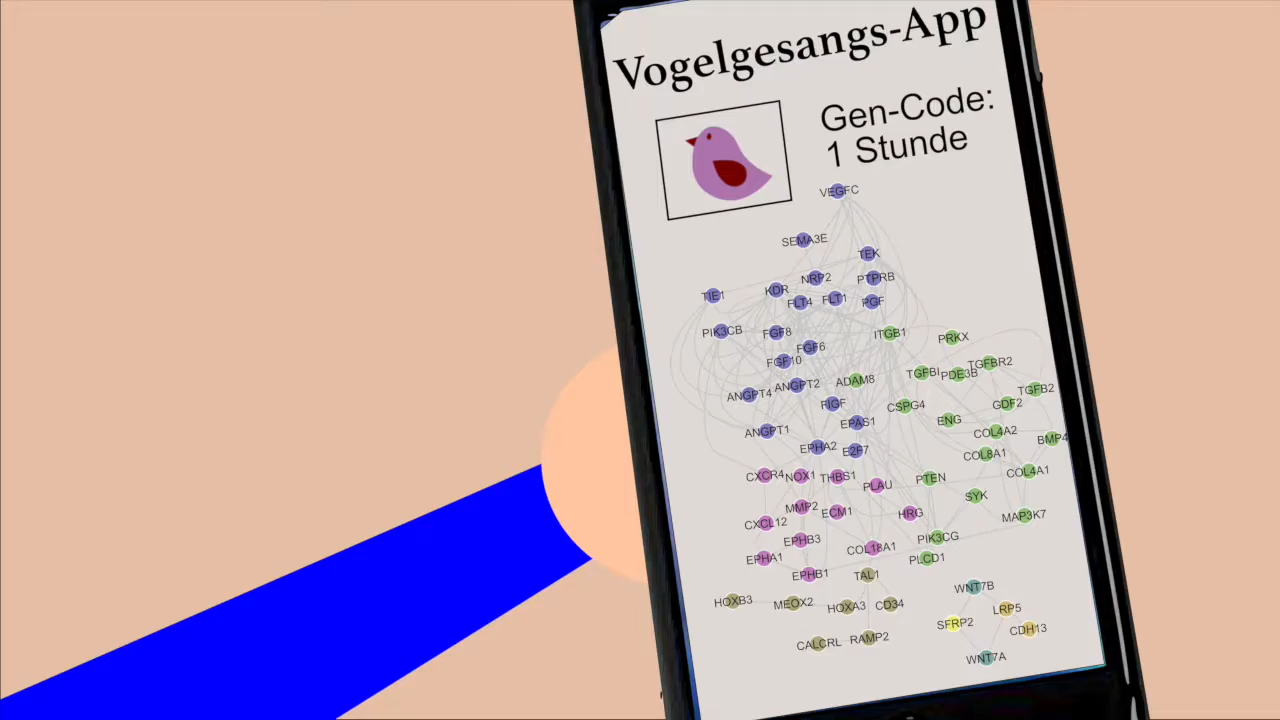 Vogelgesangs-App
Gen-Code:
1 Stunde
VEGFC
SEMA3E
TEK
NRP2
PTPRB
TIE1
KDR
FLT4
FLT1
PGF
PIK3CB
FGF8
ITGB1
PRKX
FGF6
FGF10
TGFBI
PDE3B
TGFBR2
ANGPT4
ANGPT2
ADAM8
TGFB2
FIGF
CSPG4
GDF2
ANGPT1
EPAS1
ENG
COL4A2
BMP4
EPHA2
E2F7
COL8A1
CXCR4
NOX1
THBS1
PLAU
PTEN
COL4A1
SYK
MMP2
ECM1
HRG
MAP3K7
CXCL12
EPHB3
COL18A1
PIK3CG
EPHA1
PLCD1
EPHB1
TAL1
WNT7B
HOXB3
MEOX2
HOXA3
CD34
LRP5
SFRP2
CDH13
CALCRL
RAMP2
WNT7A